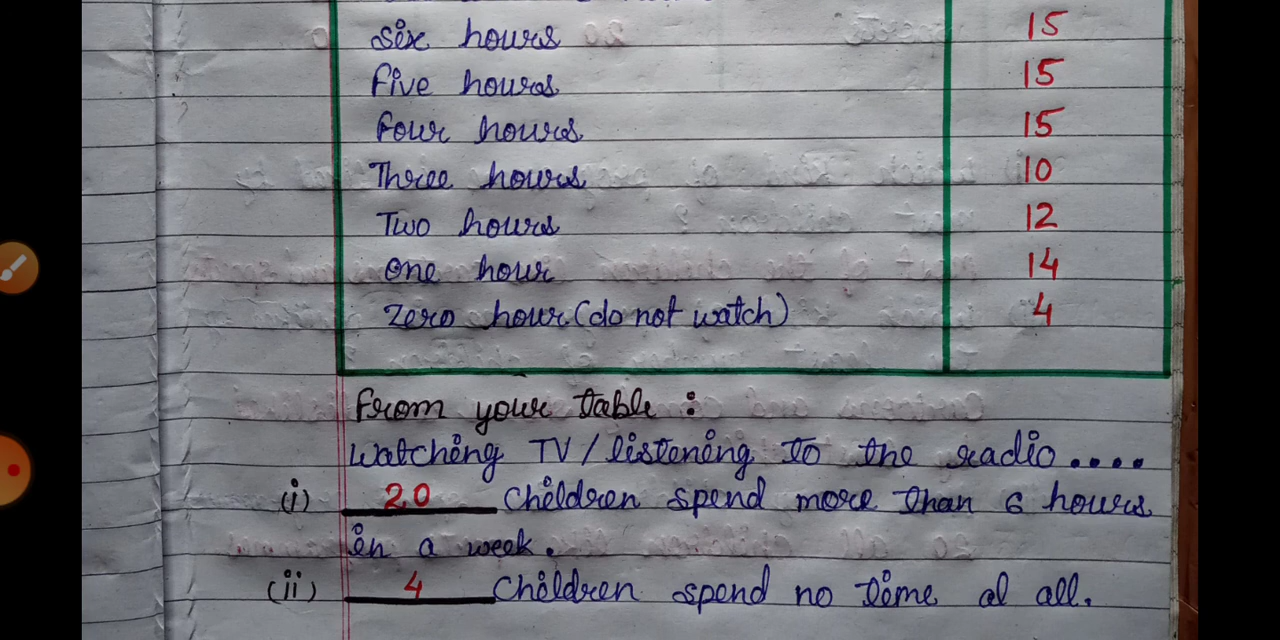 Six hours 15
Five hours 15
Four hours 15
Three hours 10
Two hours 12
One hour 14
Zero hour (do not watch) 4
From your table :
Watching TV / listening to the radio ....
(i) 20 Children spend more than 6 hours
in a week.
(ii) 4 Children spend no time al all.